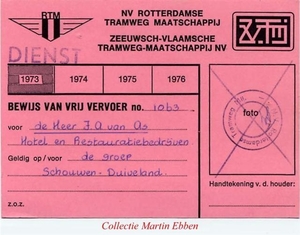 RTM
NV ROTTERDAMSE
TRAMWEG MAATSCHAPPIJ
ZEEUWSCH-VLAAMSCHE
TRAMWEG-MAATSCHAPPIJ NV
ZVTM
DIENST
1973 1974 1975 1976
BEWIJS VAN VRIJ VERVOER no. 1063
voor de Heer J.A van As
Hotel en Restauratiebedrijven
Geldig op/voor de groep
Schouwen-Duiveland.
z.o.z.
foto
Handtekening v.d. houder:
Collectie Martin Ebben